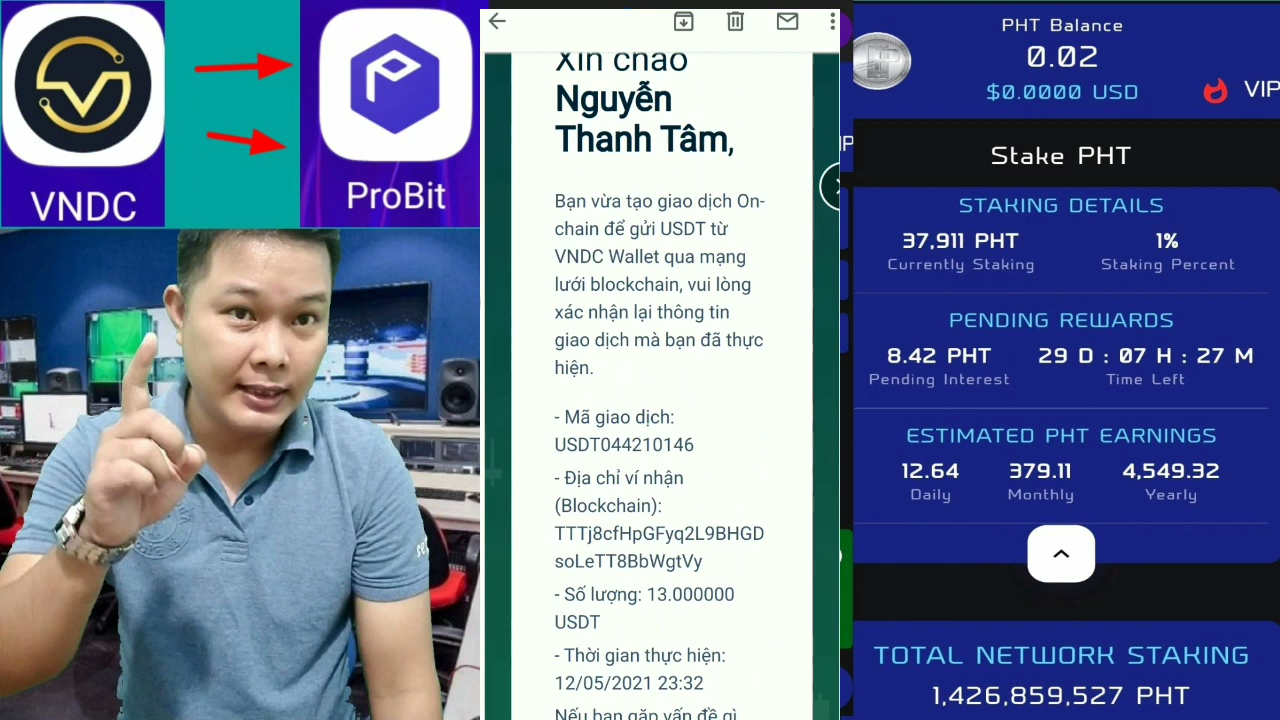 VNDC
ProBit
Xin chào
Nguyễn
Thanh Tâm,
Bạn vừa tạo giao dịch On-
chain để gửi USDT từ
VNDC Wallet qua mạng
lưới blockchain, vui lòng
xác nhận lại thông tin
giao dịch mà bạn đã thực
hiện.
- Mã giao dịch:
USDT044210146
- Địa chỉ ví nhận
(Blockchain):
TTTj8cfHpGFyq2L9BHGD
soLeTT8BbWgtVy
- Số lượng: 13.000000
USDT
- Thời gian thực hiện:
12/05/2021 23:32
Nếu bạn gặp vấn đề gì
PHT Balance
0.02
$0.0000 USD
VIP
Stake PHT
STAKING DETAILS
37,911 PHT 1%
Currently Staking Staking Percent
PENDING REWARDS
8.42 PHT 29 D : 07 H : 27 M
Pending Interest Time Left
ESTIMATED PHT EARNINGS
12.64 379.11 4,549.32
Daily Monthly Yearly
TOTAL NETWORK STAKING
1,426,859,527 PHT